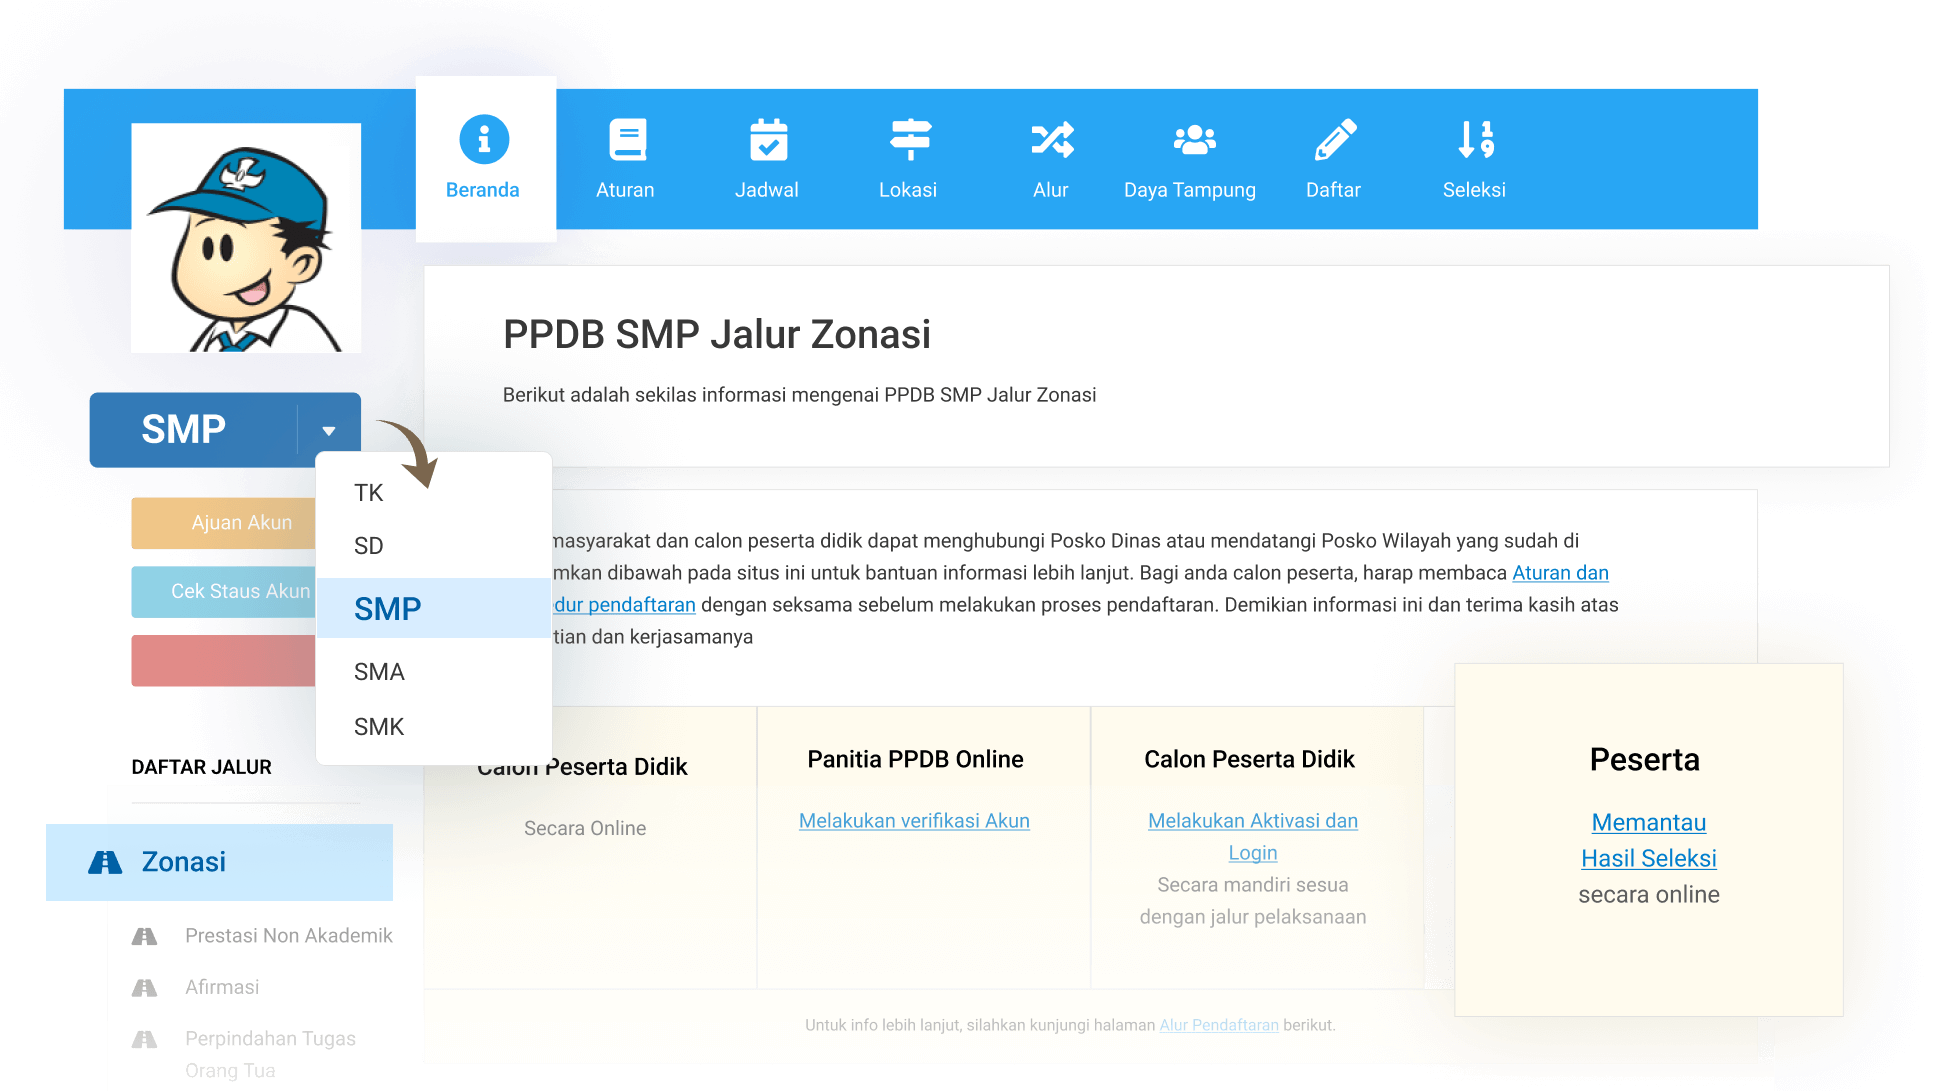 Beranda
Aturan
Jadwal
Lokasi
Alur
Daya Tampung
Daftar
Seleksi
PPDB SMP Jalur Zonasi
Berikut adalah sekilas informasi mengenai PPDB SMP Jalur Zonasi
SMP
TK
SD
SMP
SMA
SMK
Ajuan Akun
Cek Staus Akun
masyarakat dan calon peserta didik dapat menghubungi Posko Dinas atau mendatangi Posko Wilayah yang sudah di
mkan dibawah pada situs ini untuk bantuan informasi lebih lanjut. Bagi anda calon peserta, harap membaca Aturan dan
dur pendaftaran dengan seksama sebelum melakukan proses pendaftaran. Demikian informasi ini dan terima kasih atas
tian dan kerjasamanya
DAFTAR JALUR
Zonasi
Prestasi Non Akademik
Afirmasi
Perpindahan Tugas
Orang Tua
Calon Peserta Didik
Secara Online
Panitia PPDB Online
Melakukan verifikasi Akun
Calon Peserta Didik
Melakukan Aktivasi dan
Login
Secara mandiri sesua
dengan jalur pelaksanaan
Peserta
Memantau
Hasil Seleksi
secara online
Untuk info lebih lanjut, silahkan kunjungi halaman Alur Pendaftaran berikut.